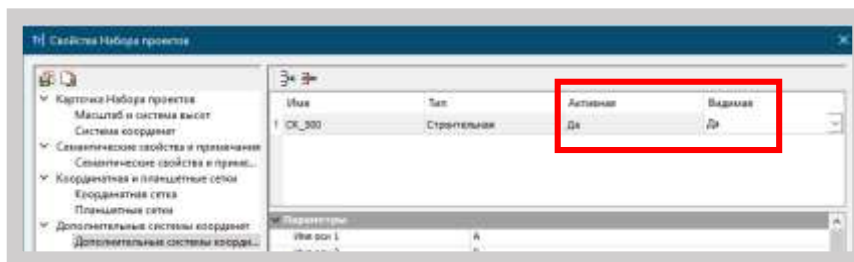 Свойства Набора проектов
Карточка Набора проектов
Масштаб и система высот
Система координат
Семантические свойства и примечания
Семантические свойства и приме...
Координатная и планшетные сетки
Координатная сетка
Планшетные сетки
Дополнительные системы координат
Дополнительные системы коорди...
Имя Тип Активная Видимая
1 СК_300 Строительная Да Да
Параметры
Имя оси 1 А